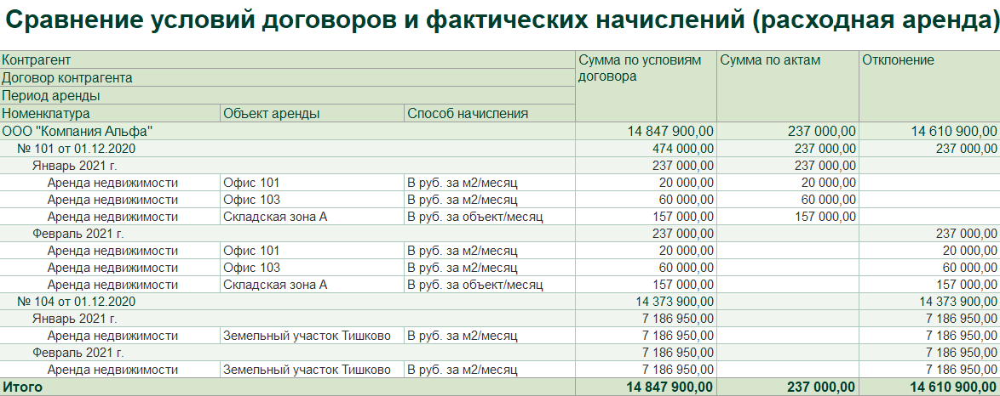 Сравнение условий договоров и фактических начислений (расходная аренда)
Контрагент Сумма по условиям договора Сумма по актам Отклонение
Договор контрагента
Период аренды
Номенклатура Объект аренды Способ начисления
ООО "Компания Альфа" 14 847 900,00 237 000,00 14 610 900,00
№ 101 от 01.12.2020 474 000,00 237 000,00 237 000,00
Январь 2021 г. 237 000,00 237 000,00
Аренда недвижимости Офис 101 В руб. за м2/месяц 20 000,00 20 000,00
Аренда недвижимости Офис 103 В руб. за м2/месяц 60 000,00 60 000,00
Аренда недвижимости Складская зона А В руб. за объект/месяц 157 000,00 157 000,00
Февраль 2021 г. 237 000,00 237 000,00
Аренда недвижимости Офис 101 В руб. за м2/месяц 20 000,00 20 000,00
Аренда недвижимости Офис 103 В руб. за м2/месяц 60 000,00 60 000,00
Аренда недвижимости Складская зона А В руб. за объект/месяц 157 000,00 157 000,00
№ 104 от 01.12.2020 14 373 900,00 14 373 900,00
Январь 2021 г. 7 186 950,00 7 186 950,00
Аренда недвижимости Земельный участок Тишково В руб. за м2/месяц 7 186 950,00 7 186 950,00
Февраль 2021 г. 7 186 950,00 7 186 950,00
Аренда недвижимости Земельный участок Тишково В руб. за м2/месяц 7 186 950,00 7 186 950,00
Итого 14 847 900,00 237 000,00 14 610 900,00